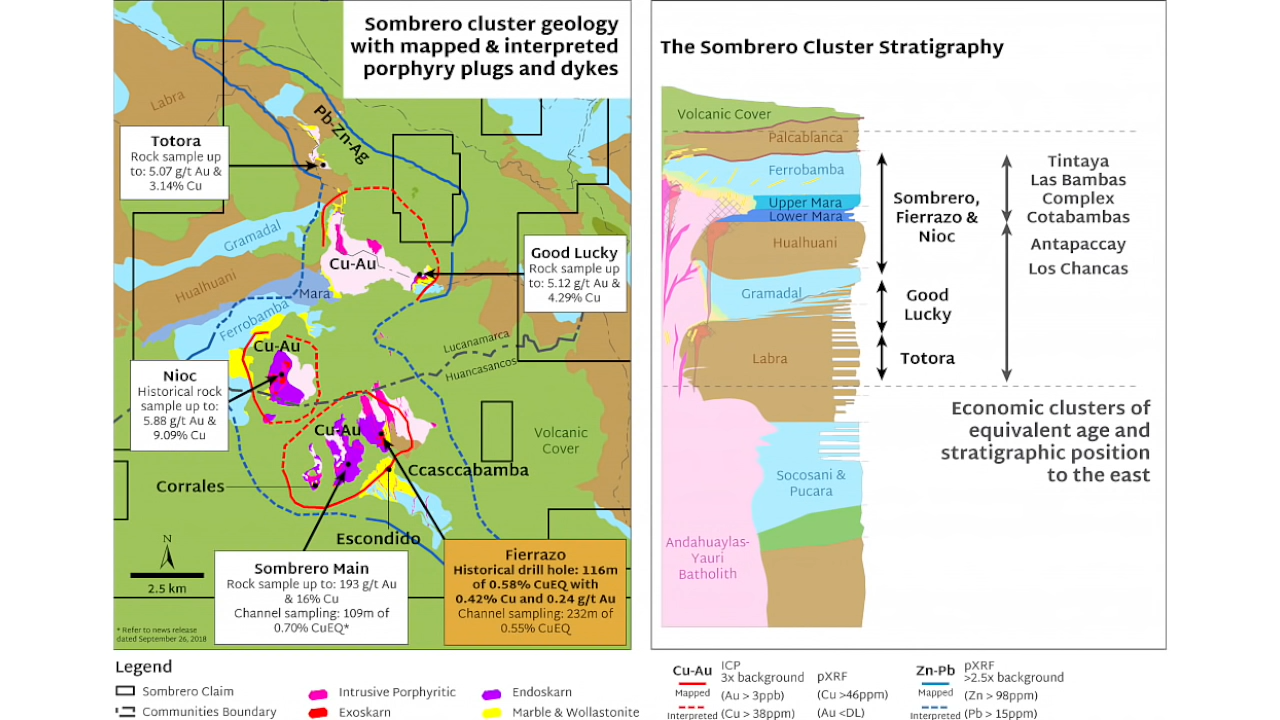 Sombrero cluster geology
with mapped & interpreted
porphyry plugs and dykes
Labra
Pb-Zn-Ag
Totora
Rock sample up
to: 5.07 g/t Au &
3.14% Cu
Gramadal
Hualhuani
Mara
Ferrobamba
Cu-Au
Good Lucky
Rock sample up
to: 5.12 g/t Au &
4.29% Cu
Lucanamarca
Huancasancos
Cu-Au
Nioc
Historical rock
sample up to:
5.88 g/t Au &
9.09% Cu
Cu-Au
Volcanic
Cover
Ccasccabamba
Corrales
Escondido
N
2.5 km
Sombrero Main
Rock sample up to: 193 g/t Au
& 16% Cu
Channel sampling: 109m of
0.70% CuEQ*
Fierrazo
Historical drill hole: 116m
of 0.58% CuEQ with
0.42% Cu and 0.24 g/t Au
Channel sampling: 232m of
0.55% CuEQ
* Refer to news release
dated September 26, 2018
Legend
Sombrero Claim
Communities Boundary
Intrusive Porphyritic
Exoskarn
Endoskarn
Marble & Wollastonite
The Sombrero Cluster Stratigraphy
Volcanic Cover
Palcablanca
Ferrobamba
Upper Mara
Lower Mara
Hualhuani
Gramadal
Labra
Socosani &
Pucara
Andahuaylas-
Yauri
Batholith
Sombrero,
Fierrazo &
Nioc
Good
Lucky
Totora
Tintaya
Las Bambas
Complex
Cotabambas
Antapaccay
Los Chancas
Economic clusters of
equivalent age and
stratigraphic position
to the east
Cu-Au
Mapped
Interpreted
ICP
3x background
(Au > 3ppb)
(Cu > 38ppm)
pXRF
(Cu >46ppm)
(Au <DL)
Zn-Pb
Mapped
Interpreted
pXRF
>2.5x background
(Zn > 98ppm)
(Pb > 15ppm)